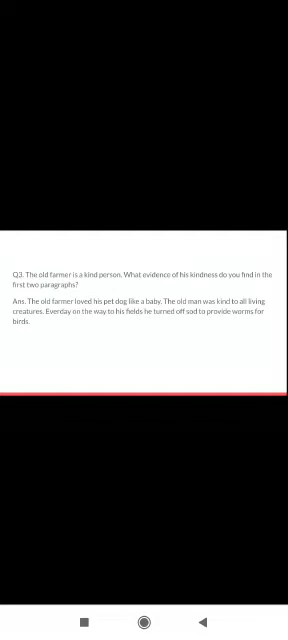 Q3. The old farmer is a kind person. What evidence of his kindness do you find in the
first two paragraphs?
Ans. The old farmer loved his pet dog like a baby. The old man was kind to all living
creatures. Everday on the way to his fields he turned off sod to provide worms for
birds.